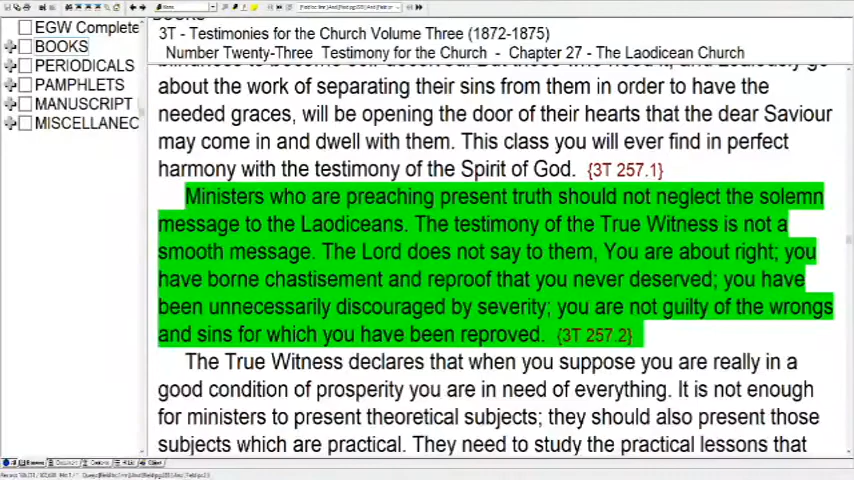 EGW Complete
BOOKS
PERIODICALS
PAMPHLETS
MANUSCRIPT
MISCELLANEC
3T - Testimonies for the Church Volume Three (1872-1875)
Number Twenty-Three Testimony for the Church - Chapter 27 - The Laodicean Church
about the work of separating their sins from them in order to have the
needed graces, will be opening the door of their hearts that the dear Saviour
may come in and dwell with them. This class you will ever find in perfect
harmony with the testimony of the Spirit of God. {3T 257.1}
Ministers who are preaching present truth should not neglect the solemn
message to the Laodiceans. The testimony of the True Witness is not a
smooth message. The Lord does not say to them, You are about right; you
have borne chastisement and reproof that you never deserved; you have
been unnecessarily discouraged by severity; you are not guilty of the wrongs
and sins for which you have been reproved. {3T 257.2}
The True Witness declares that when you suppose you are really in a
good condition of prosperity you are in need of everything. It is not enough
for ministers to present theoretical subjects; they should also present those
subjects which are practical. They need to study the practical lessons that